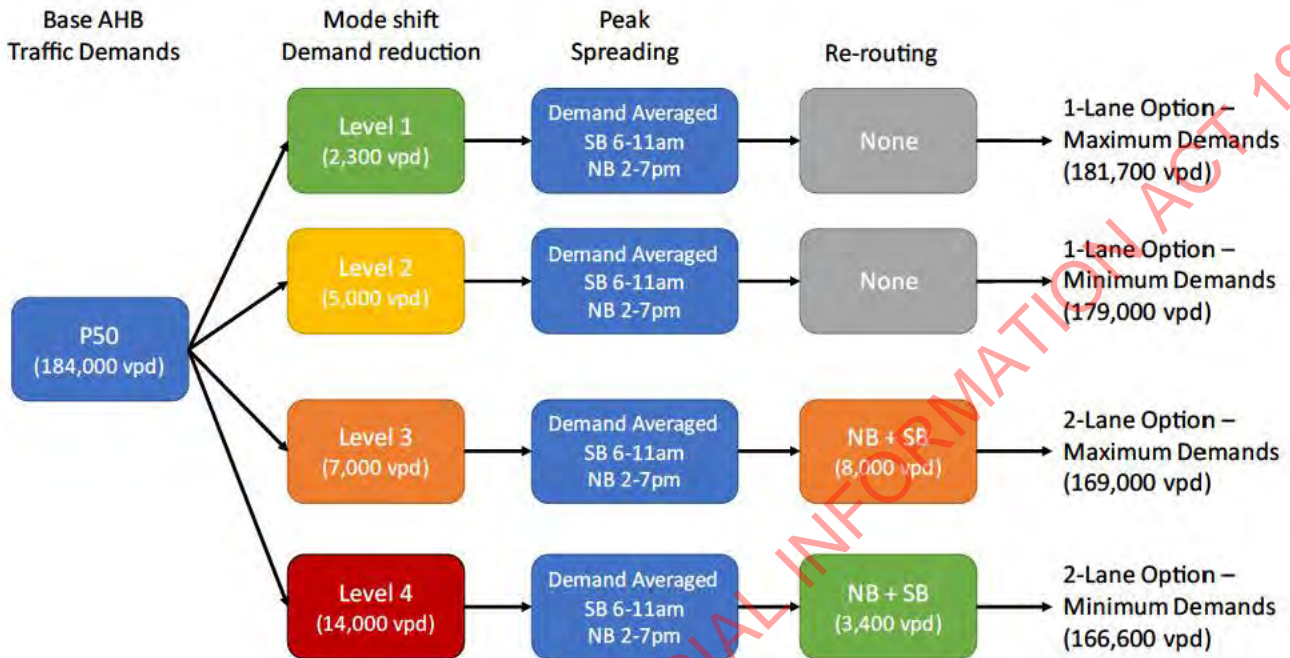 Base AHB
Traffic Demands
Mode shift
Demand reduction
Peak
Spreading
Re-routing
Level 1
(2,300 vpd)
Demand Averaged
SB 6-11am
NB 2-7pm
None
1-Lane Option –
Maximum Demands
(181,700 vpd)
Level 2
(5,000 vpd)
Demand Averaged
SB 6-11am
NB 2-7pm
None
1-Lane Option –
Minimum Demands
(179,000 vpd)
P50
(184,000 vpd)
Level 3
(7,000 vpd)
Demand Averaged
SB 6-11am
NB 2-7pm
NB + SB
(8,000 vpd)
2-Lane Option –
Maximum Demands
(169,000 vpd)
Level 4
(14,000 vpd)
Demand Averaged
SB 6-11am
NB 2-7pm
NB + SB
(3,400 vpd)
2-Lane Option –
Minimum Demands
(166,600 vpd)
INFORMATION ACT